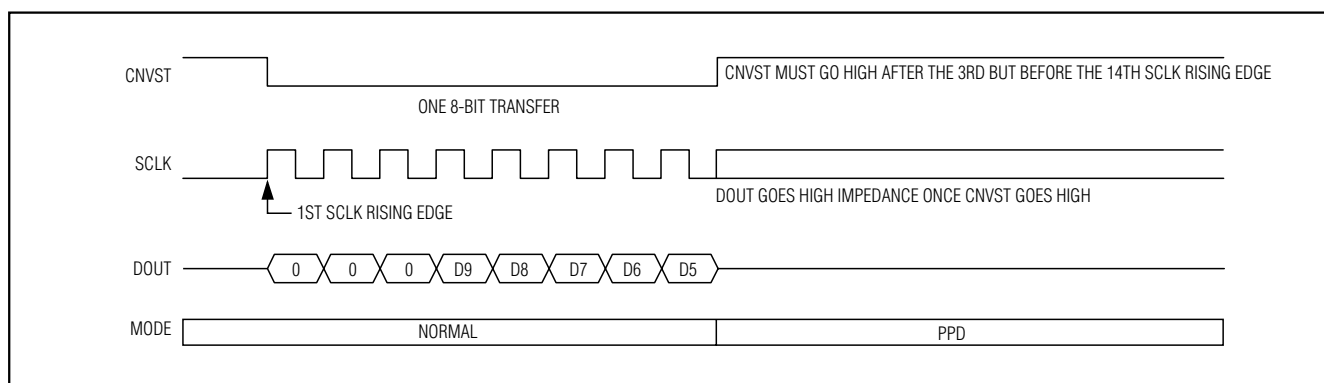 CNVST
CNVST MUST GO HIGH AFTER THE 3RD BUT BEFORE THE 14TH SCLK RISING EDGE
ONE 8-BIT TRANSFER
SCLK
DOUT GOES HIGH IMPEDANCE ONCE CNVST GOES HIGH
1ST SCLK RISING EDGE
DOUT
0 0 0 D9 D8 D7 D6 D5
MODE
NORMAL
PPD